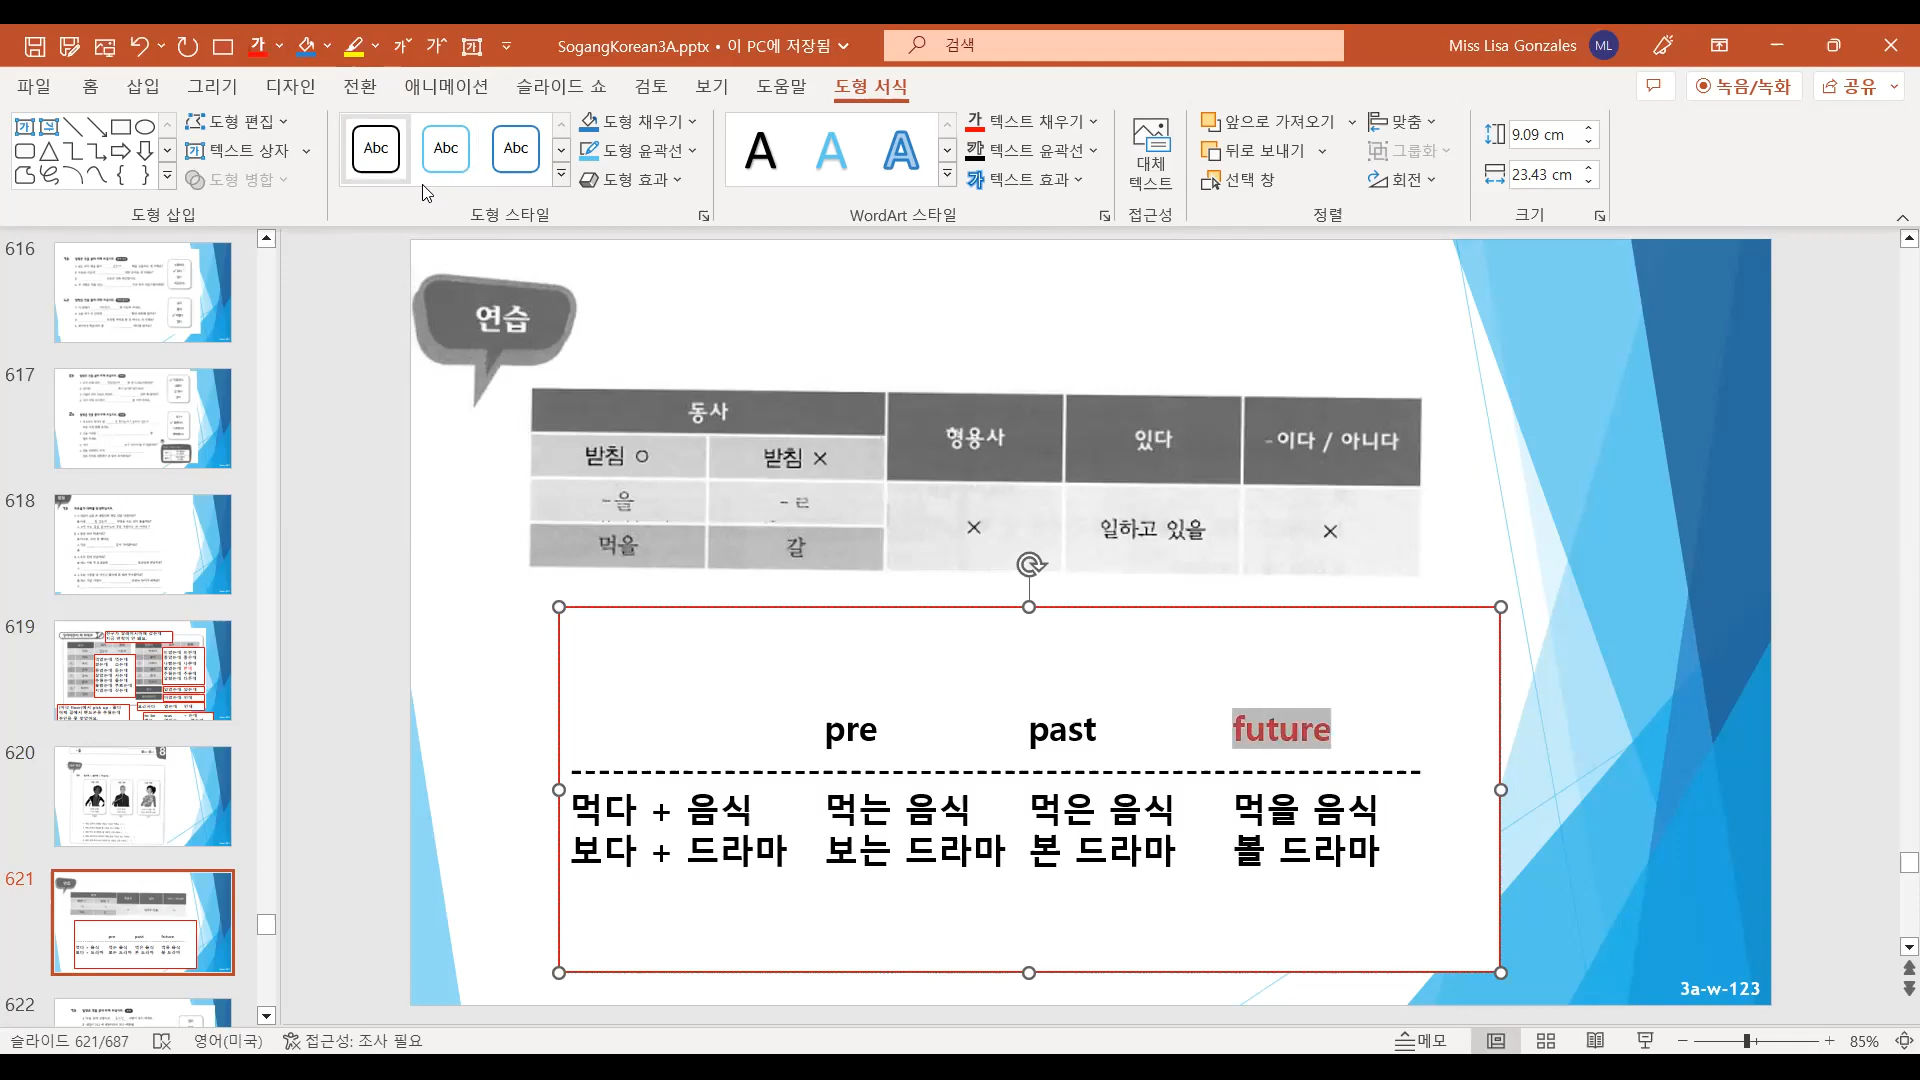 SogangKorean3A.pptx • 이 PC에 저장됨
검색
Miss Lisa Gonzales
ML
파일 홈 삽입 그리기 디자인 전환 애니메이션 슬라이드 쇼 검토 보기 도움말 도형 서식
녹음/녹화
공유
도형 편집
텍스트 상자
도형 병합
도형 삽입
Abc Abc Abc
도형 채우기
도형 윤곽선
도형 효과
도형 스타일
A A A
텍스트 채우기
텍스트 윤곽선
텍스트 효과
WordArt 스타일
대체
텍스트
접근성
앞으로 가져오기
뒤로 보내기
선택 창
맞춤
그룹화
회전
정렬
9.09 cm
23.43 cm
크기
616
617
618
619
620
621
622
연습
동사 형용사 있다 -이다 / 아니다
받침 ○ 받침 ×
-을 -ㄹ × 일하고 있을 ×
먹을 갈
pre past future
-------------------------------------------------------------
먹다 + 음식 먹는 음식 먹은 음식 먹을 음식
보다 + 드라마 보는 드라마 본 드라마 볼 드라마
3a-w-123
슬라이드 621/687
영어(미국)
접근성: 조사 필요
메모
85%